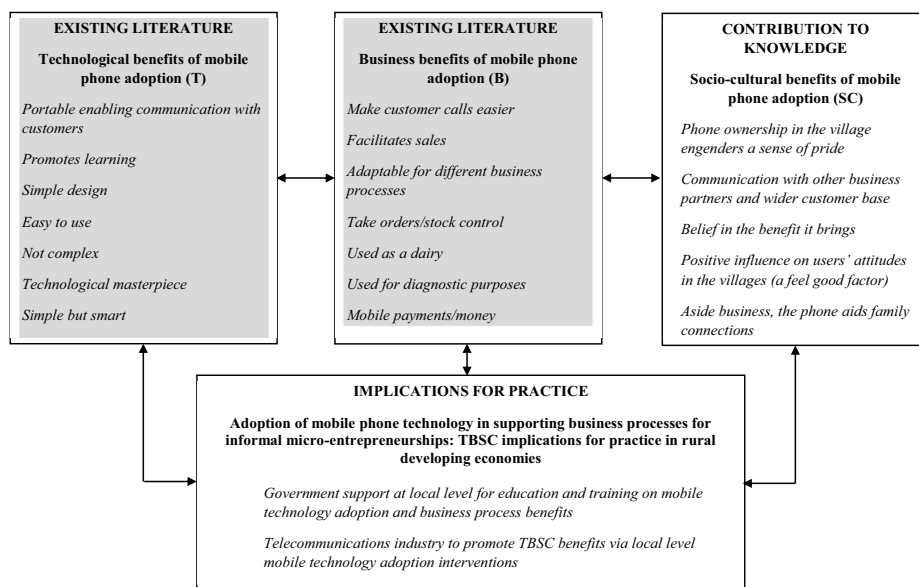 EXISTING LITERATURE
Technological benefits of mobile
phone adoption (T)
Portable enabling communication with
customers
Promotes learning
Simple design
Easy to use
Not complex
Technological masterpiece
Simple but smart
EXISTING LITERATURE
Business benefits of mobile phone
adoption (B)
Make customer calls easier
Facilitates sales
Adaptable for different business
processes
Take orders/stock control
Used as a dairy
Used for diagnostic purposes
Mobile payments/money
CONTRIBUTION TO
KNOWLEDGE
Socio-cultural benefits of mobile
phone adoption (SC)
Phone ownership in the village
engenders a sense of pride
Communication with other business
partners and wider customer base
Belief in the benefit it brings
Positive influence on users’ attitudes
in the villages (a feel good factor)
Aside business, the phone aids family
connections
IMPLICATIONS FOR PRACTICE
Adoption of mobile phone technology in supporting business processes for
informal micro-entrepreneurships: TBSC implications for practice in rural
developing economies
Government support at local level for education and training on mobile
technology adoption and business process benefits
Telecommunications industry to promote TBSC benefits via local level
mobile technology adoption interventions